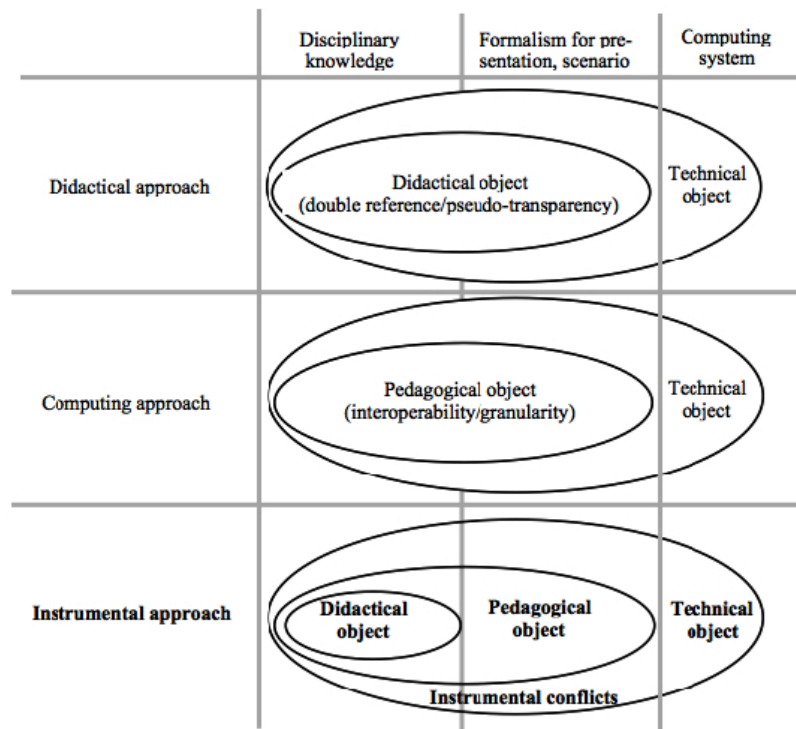 Disciplinary
knowledge
Formalism for pre-
sentation, scenario
Computing
system
Didactical approach
Didactical object
(double reference/pseudo-transparency)
Technical
object
Computing approach
Pedagogical object
(interoperability/granularity)
Technical
object
Instrumental approach
Didactical
object
Pedagogical
object
Technical
object
Instrumental conflicts